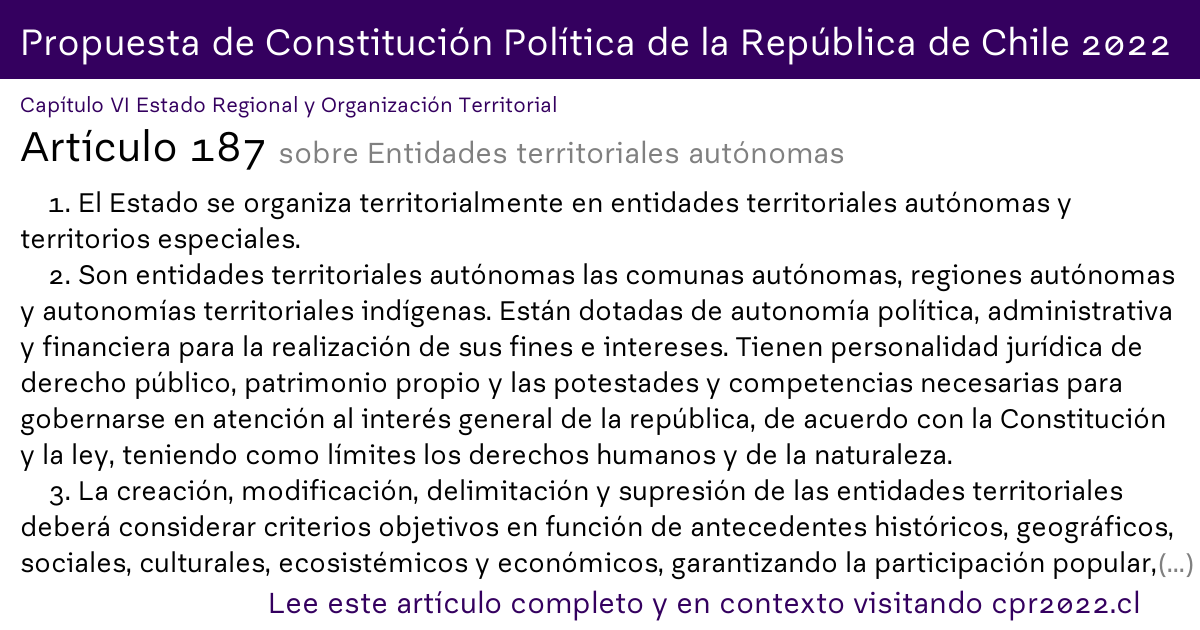 Propuesta de Constitución Política de la República de Chile 2022
Capítulo VI Estado Regional y Organización Territorial
Artículo 187 sobre Entidades territoriales autónomas
1. El Estado se organiza territorialmente en entidades territoriales autónomas y
territorios especiales.
2. Son entidades territoriales autónomas las comunas autónomas, regiones autónomas
y autonomías territoriales indígenas. Están dotadas de autonomía política, administrativa
y financiera para la realización de sus fines e intereses. Tienen personalidad jurídica de
derecho público, patrimonio propio y las potestades y competencias necesarias para
gobernarse en atención al interés general de la república, de acuerdo con la Constitución
y la ley, teniendo como límites los derechos humanos y de la naturaleza.
3. La creación, modificación, delimitación y supresión de las entidades territoriales
deberá considerar criterios objetivos en función de antecedentes históricos, geográficos,
sociales, culturales, ecosistémicos y económicos, garantizando la participación popular,(...)
Lee este artículo completo y en contexto visitando cpr2022.cl